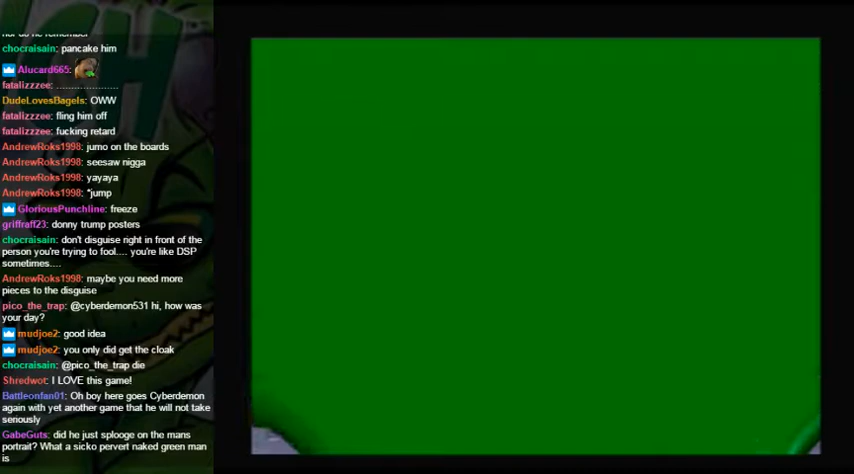 nor do he remember
chocraisain: pancake him
Alucard665:
fatalizzzee: .....................
DudeLovesBagels: OWW
fatalizzzee: fling him off
fatalizzzee: fucking retard
AndrewRoks1998: jumo on the boards
AndrewRoks1998: seesaw nigga
AndrewRoks1998: yayaya
AndrewRoks1998: *jump
GloriousPunchline: freeze
griffraff23: donny trump posters
chocraisain: don't disguise right in front of the
person you're trying to fool.... you're like DSP
sometimes....
AndrewRoks1998: maybe you need more
pieces to the disguise
pico_the_trap: @cyberdemon531 hi, how was
your day?
mudjoe2: good idea
mudjoe2: you only did get the cloak
chocraisain: @pico_the_trap die
Shredwot: I LOVE this game!
Battleonfan01: Oh boy here goes Cyberdemon
again with yet another game that he will not take
seriously
GabeGuts: did he just splooge on the mans
portrait? What a sicko pervert naked green man
is